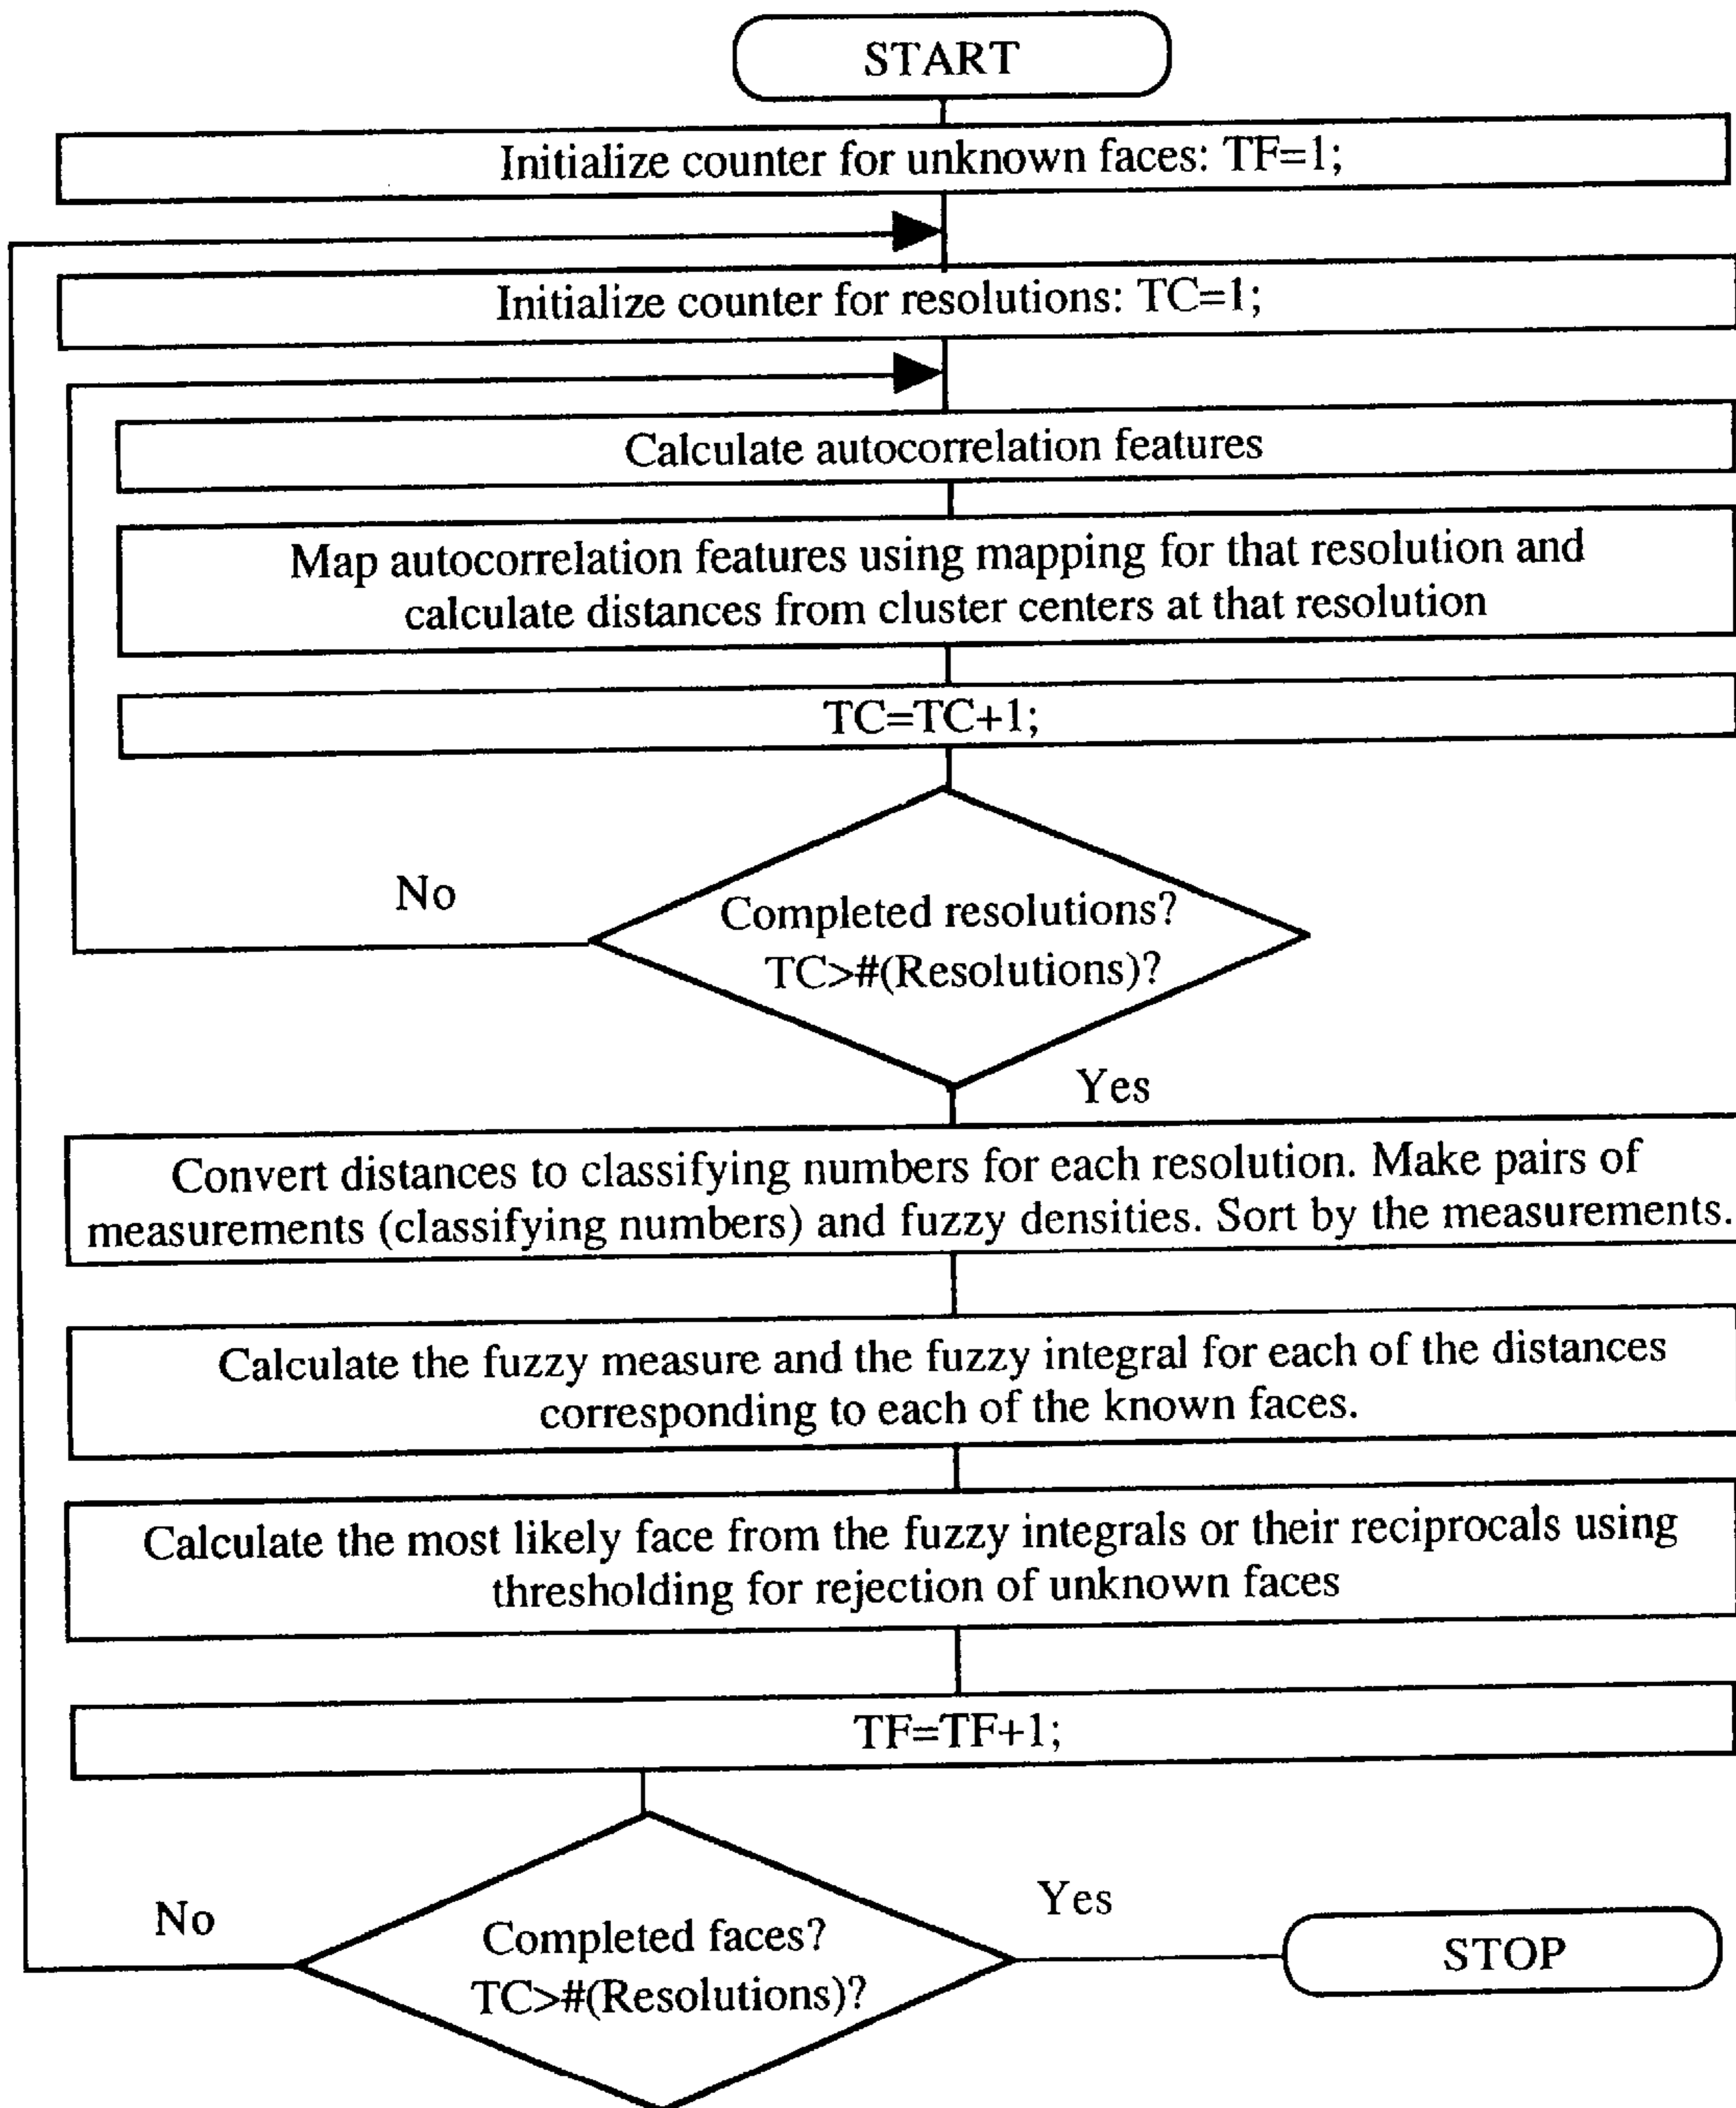 START
Initialize counter for unknown faces: TF=1;
Initialize counter for resolutions: TC=1;
Calculate autocorrelation features
Map autocorrelation features using mapping for that resolution and
calculate distances from cluster centers at that resolution
TC=TC+1;
No
Completed resolutions?
TC>#(Resolutions)?
Yes
Convert distances to classifying numbers for each resolution. Make pairs of
measurements (classifying numbers) and fuzzy densities. Sort by the measurements.
Calculate the fuzzy measure and the fuzzy integral for each of the distances
corresponding to each of the known faces.
Calculate the most likely face from the fuzzy integrals or their reciprocals using
thresholding for rejection of unknown faces
TF=TF+1;
No
Completed faces?
TC>#(Resolutions)?
Yes
STOP